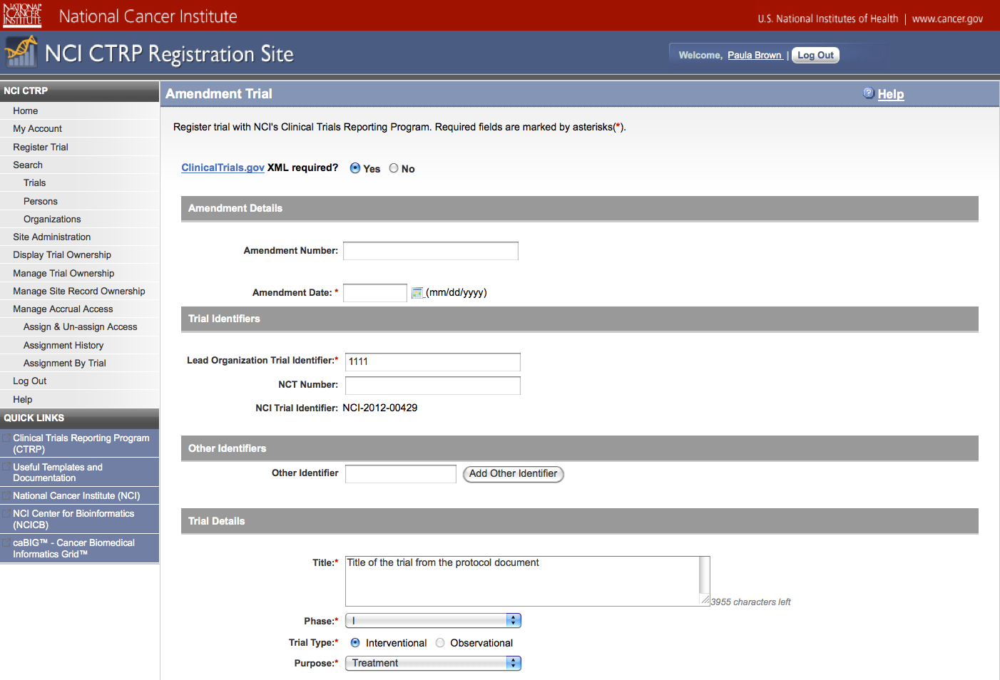 NATIONAL CANCER INSTITUTE
National Cancer Institute
U.S. National Institutes of Health | www.cancer.gov
NCI CTRP Registration Site
Welcome, Paula Brown | Log Out
NCI CTRP
Home
My Account
Register Trial
Search
Trials
Persons
Organizations
Site Administration
Display Trial Ownership
Manage Trial Ownership
Manage Site Record Ownership
Manage Accrual Access
Assign & Un-assign Access
Assignment History
Assignment By Trial
Log Out
Help
QUICK LINKS
Clinical Trials Reporting Program
(CTRP)
Useful Templates and
Documentation
National Cancer Institute (NCI)
NCI Center for Bioinformatics
(NCICB)
caBIG™ - Cancer Biomedical
Informatics Grid™
Amendment Trial
? Help
Register trial with NCI's Clinical Trials Reporting Program. Required fields are marked by asterisks(*).
ClinicalTrials.gov XML required? Yes No
Amendment Details
Amendment Number:
Amendment Date: * (mm/dd/yyyy)
Trial Identifiers
Lead Organization Trial Identifier:* 1111
NCT Number:
NCI Trial Identifier: NCI-2012-00429
Other Identifiers
Other Identifier Add Other Identifier
Trial Details
Title:* Title of the trial from the protocol document
3955 characters left
Phase:* I
Trial Type:* Interventional Observational
Purpose:* Treatment